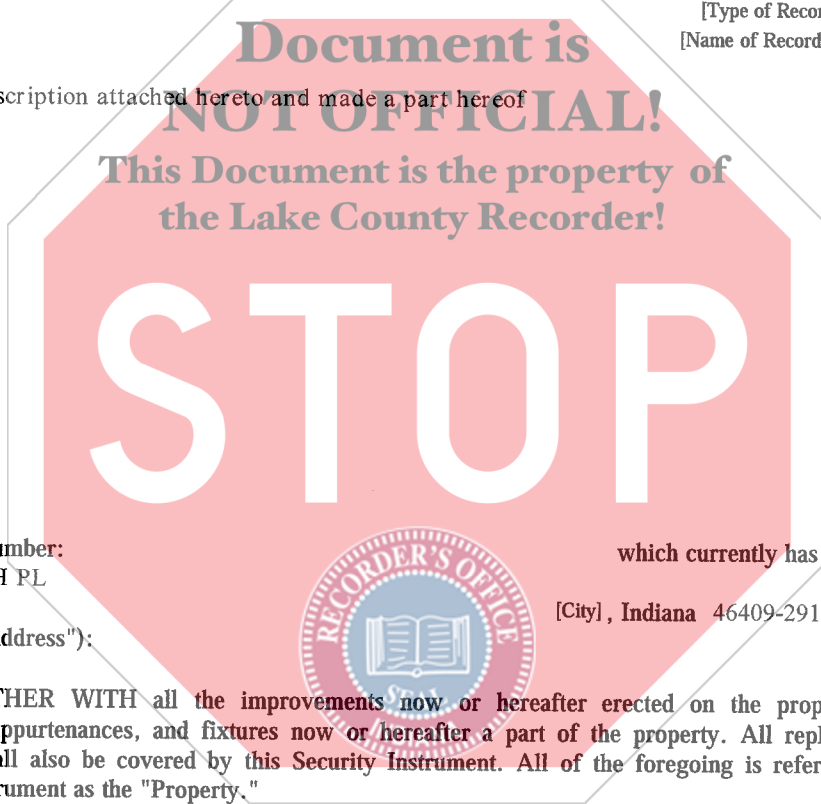 [Type of Recor
Document is
[Name of Record
scription attached hereto and made a part hereof
NOT OFFICIAL!
This Document is the property of
the Lake County Recorder!
STOP
umber:
which currently has
H PL
[City], Indiana 46409-291
ddress"):
RECORDER'S OFFICE
SEAL
THER WITH all the improvements now or hereafter erected on the prop
ppurtenances, and fixtures now or hereafter a part of the property. All repl
ll also be covered by this Security Instrument. All of the foregoing is refer
rument as the "Property."